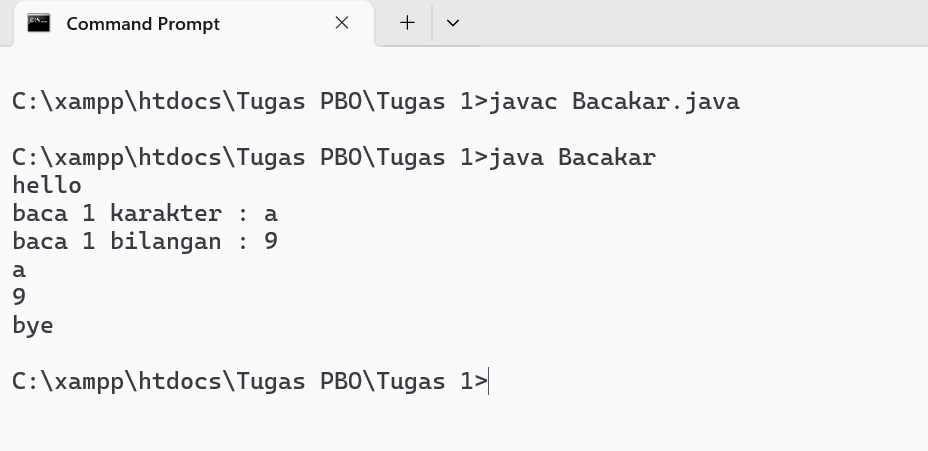 Command Prompt
C:\xampp\htdocs\Tugas PBO\Tugas 1>javac Bacakar.java
C:\xampp\htdocs\Tugas PBO\Tugas 1>java Bacakar
hello
baca 1 karakter : a
baca 1 bilangan : 9
a
9
bye
C:\xampp\htdocs\Tugas PBO\Tugas 1>